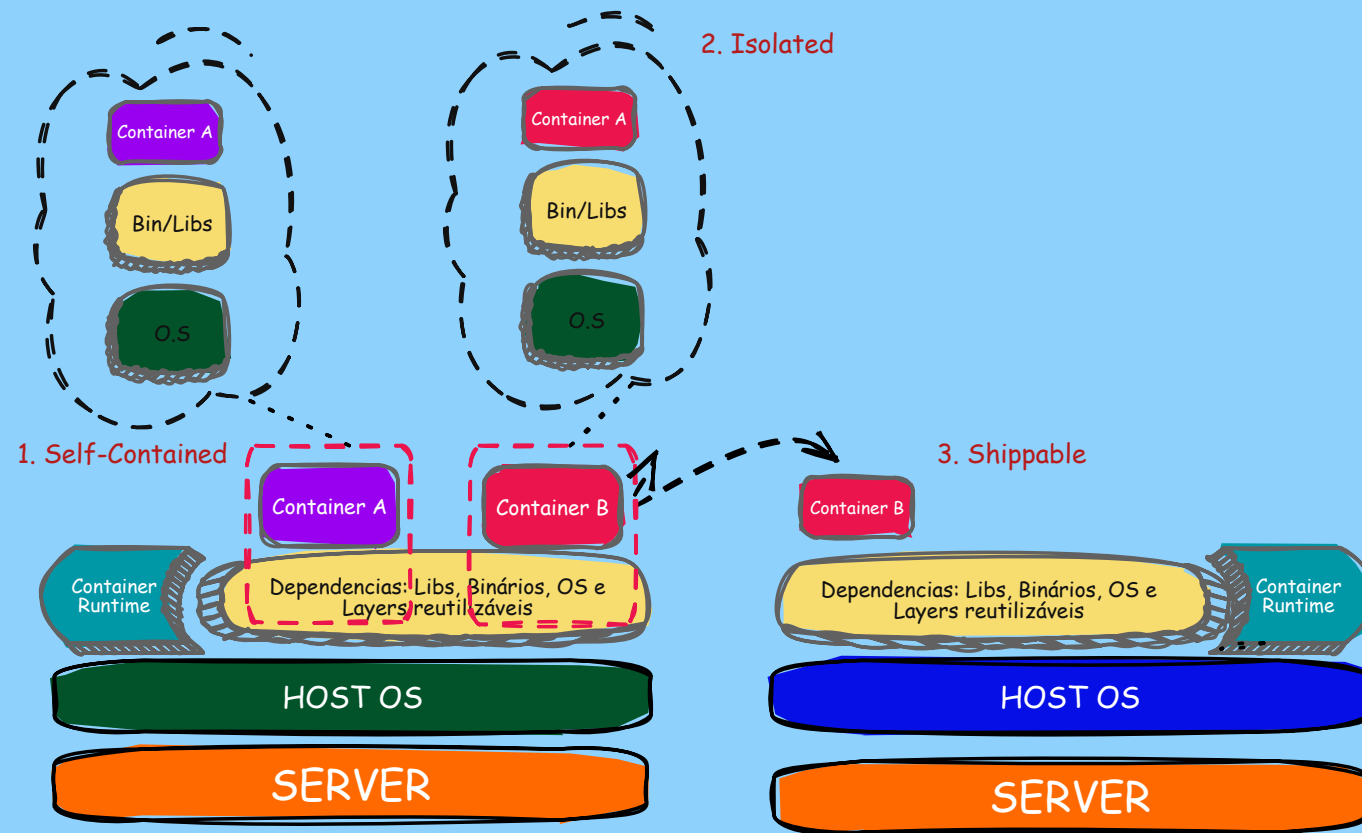 2. Isolated
Container A
Bin/Libs
O.S
Container A
Bin/Libs
O.S
1. Self-Contained
3. Shippable
Container A
Container B
Container B
Container
Runtime
Dependencias: Libs, Binários, OS e
Layers reutilizáveis
Dependencias: Libs, Binários, OS e
Layers reutilizáveis
Container
Runtime
HOST OS
HOST OS
SERVER
SERVER